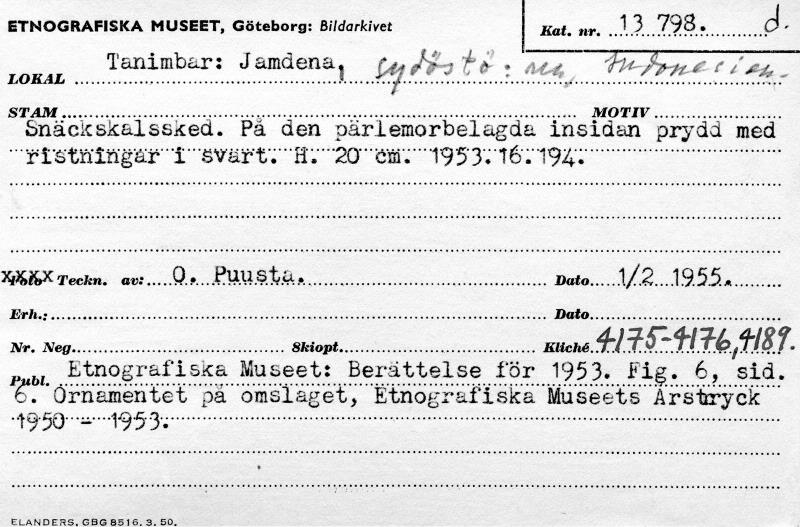 ETNOGRAFISKA MUSEET, Göteborg: Bildarkivet
Kat. nr. 13 798. d.
LOKAL Tanimbar: Jamdena, sydöstö: na, Indonesien.
STAM MOTIV
Snäckskalssked. På den pärlemorbelagda insidan prydd med
ristningar i svart. H. 20 cm. 1953.16.194.
xxxx Foto Teckn. av: O. Puusta. Dato 1/2 1955.
Erh.: Dato
Nr. Neg. Skiopt. Kliché 4175-4176, 4189.
Publ. Etnografiska Museet: Berättelse för 1953. Fig. 6, sid.
6. Ornamentet på omslaget, Etnografiska Museets Årstryck
1950 - 1953.
ELANDERS, GBG 8516. 3. 50.